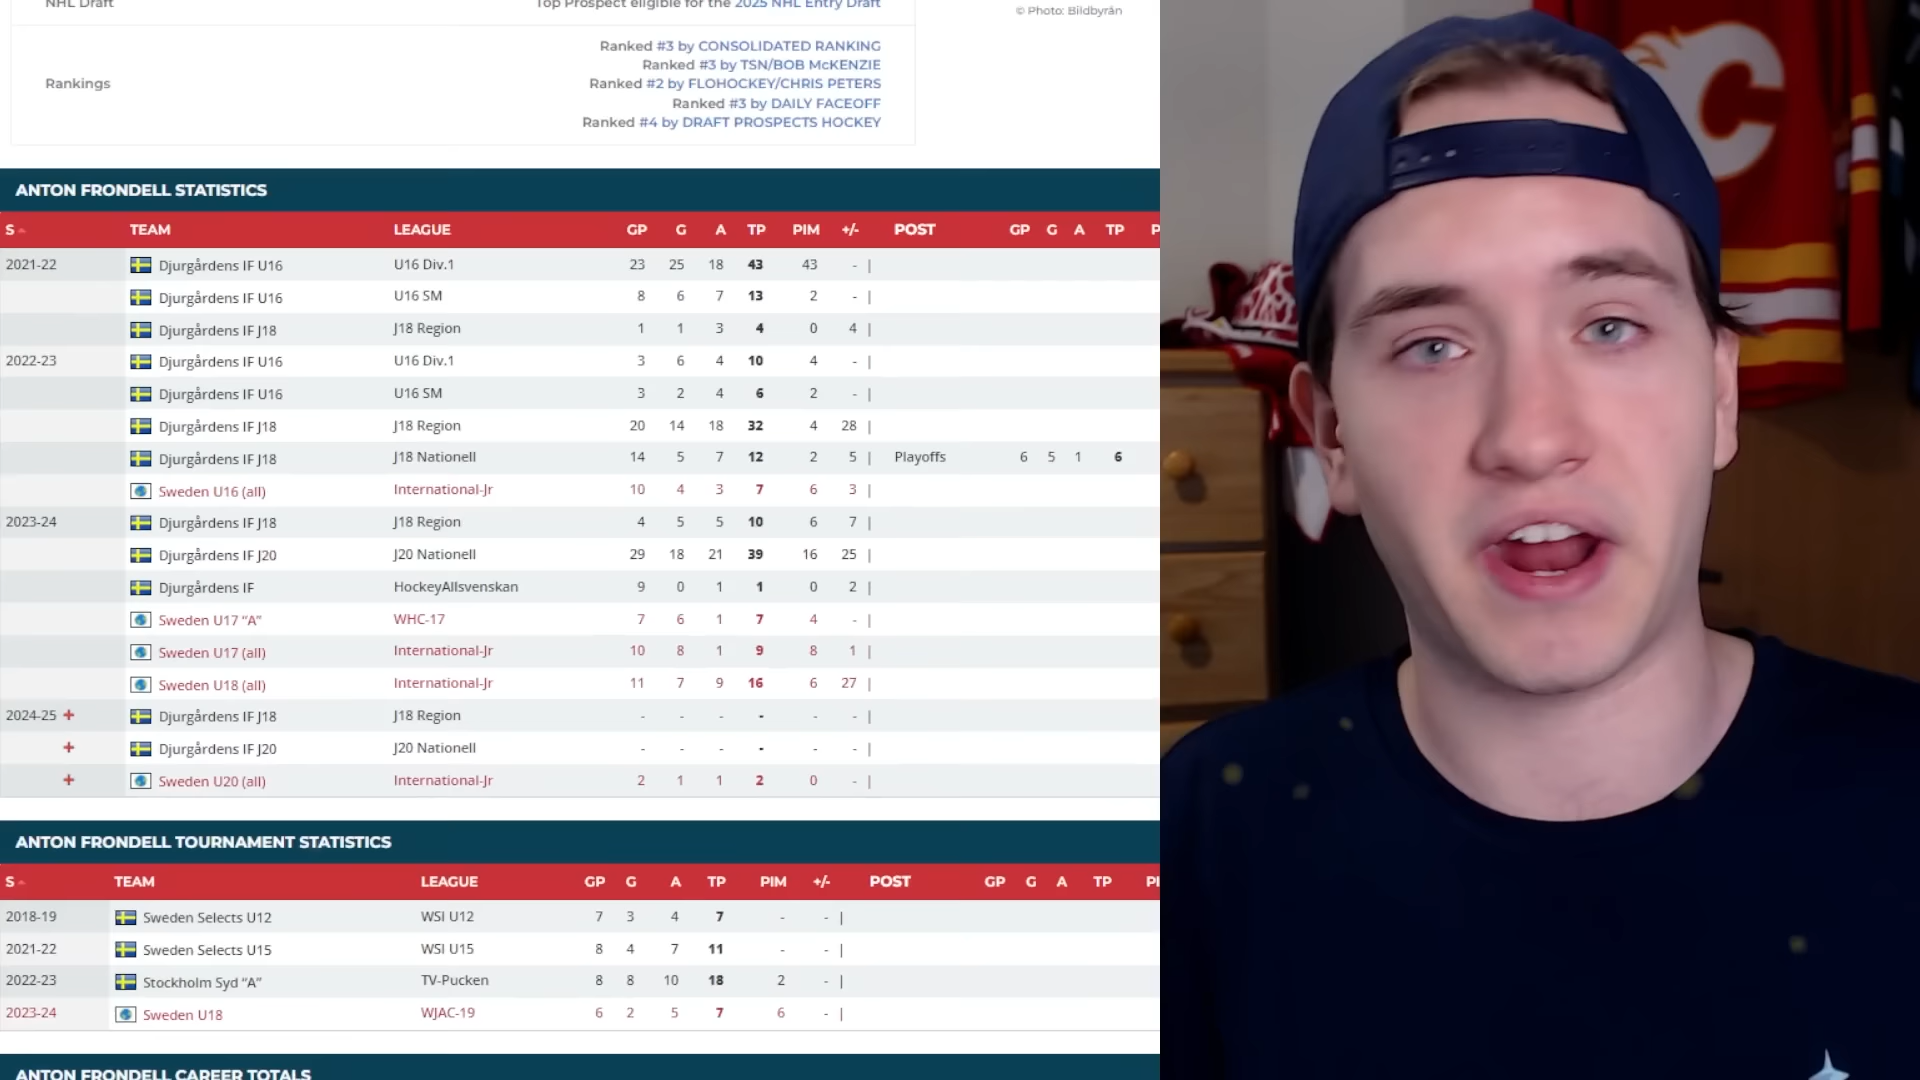 NHL Draft Top Prospect eligible for the 2025 NHL Entry Draft
© Photo: Bildbyrån
Rankings
Ranked #3 by CONSOLIDATED RANKING
Ranked #3 by TSN/BOB McKENZIE
Ranked #2 by FLOHOCKEY/CHRIS PETERS
Ranked #3 by DAILY FACEOFF
Ranked #4 by DRAFT PROSPECTS HOCKEY
ANTON FRONDELL STATISTICS
S TEAM LEAGUE GP G A TP PIM +/- POST GP G A TP P
2021-22 Djurgårdens IF U16 U16 Div.1 23 25 18 43 43 - |
Djurgårdens IF U16 U16 SM 8 6 7 13 2 - |
Djurgårdens IF J18 J18 Region 1 1 3 4 0 4 |
2022-23 Djurgårdens IF U16 U16 Div.1 3 6 4 10 4 - |
Djurgårdens IF U16 U16 SM 3 2 4 6 2 - |
Djurgårdens IF J18 J18 Region 20 14 18 32 4 28 |
Djurgårdens IF J18 J18 Nationell 14 5 7 12 2 5 | Playoffs 6 5 1 6
Sweden U16 (all) International-Jr 10 4 3 7 6 3 |
2023-24 Djurgårdens IF J18 J18 Region 4 5 5 10 6 7 |
Djurgårdens IF J20 J20 Nationell 29 18 21 39 16 25 |
Djurgårdens IF HockeyAllsvenskan 9 0 1 1 0 2 |
Sweden U17 "A" WHC-17 7 6 1 7 4 - |
Sweden U17 (all) International-Jr 10 8 1 9 8 1 |
Sweden U18 (all) International-Jr 11 7 9 16 6 27 |
2024-25 + Djurgårdens IF J18 J18 Region - - - - - - |
+ Djurgårdens IF J20 J20 Nationell - - - - - - |
+ Sweden U20 (all) International-Jr 2 1 1 2 0 - |
ANTON FRONDELL TOURNAMENT STATISTICS
S TEAM LEAGUE GP G A TP PIM +/- POST GP G A TP PI
2018-19 Sweden Selects U12 WSI U12 7 3 4 7 - - |
2021-22 Sweden Selects U15 WSI U15 8 4 7 11 - - |
2022-23 Stockholm Syd "A" TV-Pucken 8 8 10 18 2 - |
2023-24 Sweden U18 WJAC-19 6 2 5 7 6 - |
ANTON FRONDELL CAREER TOTALS
C